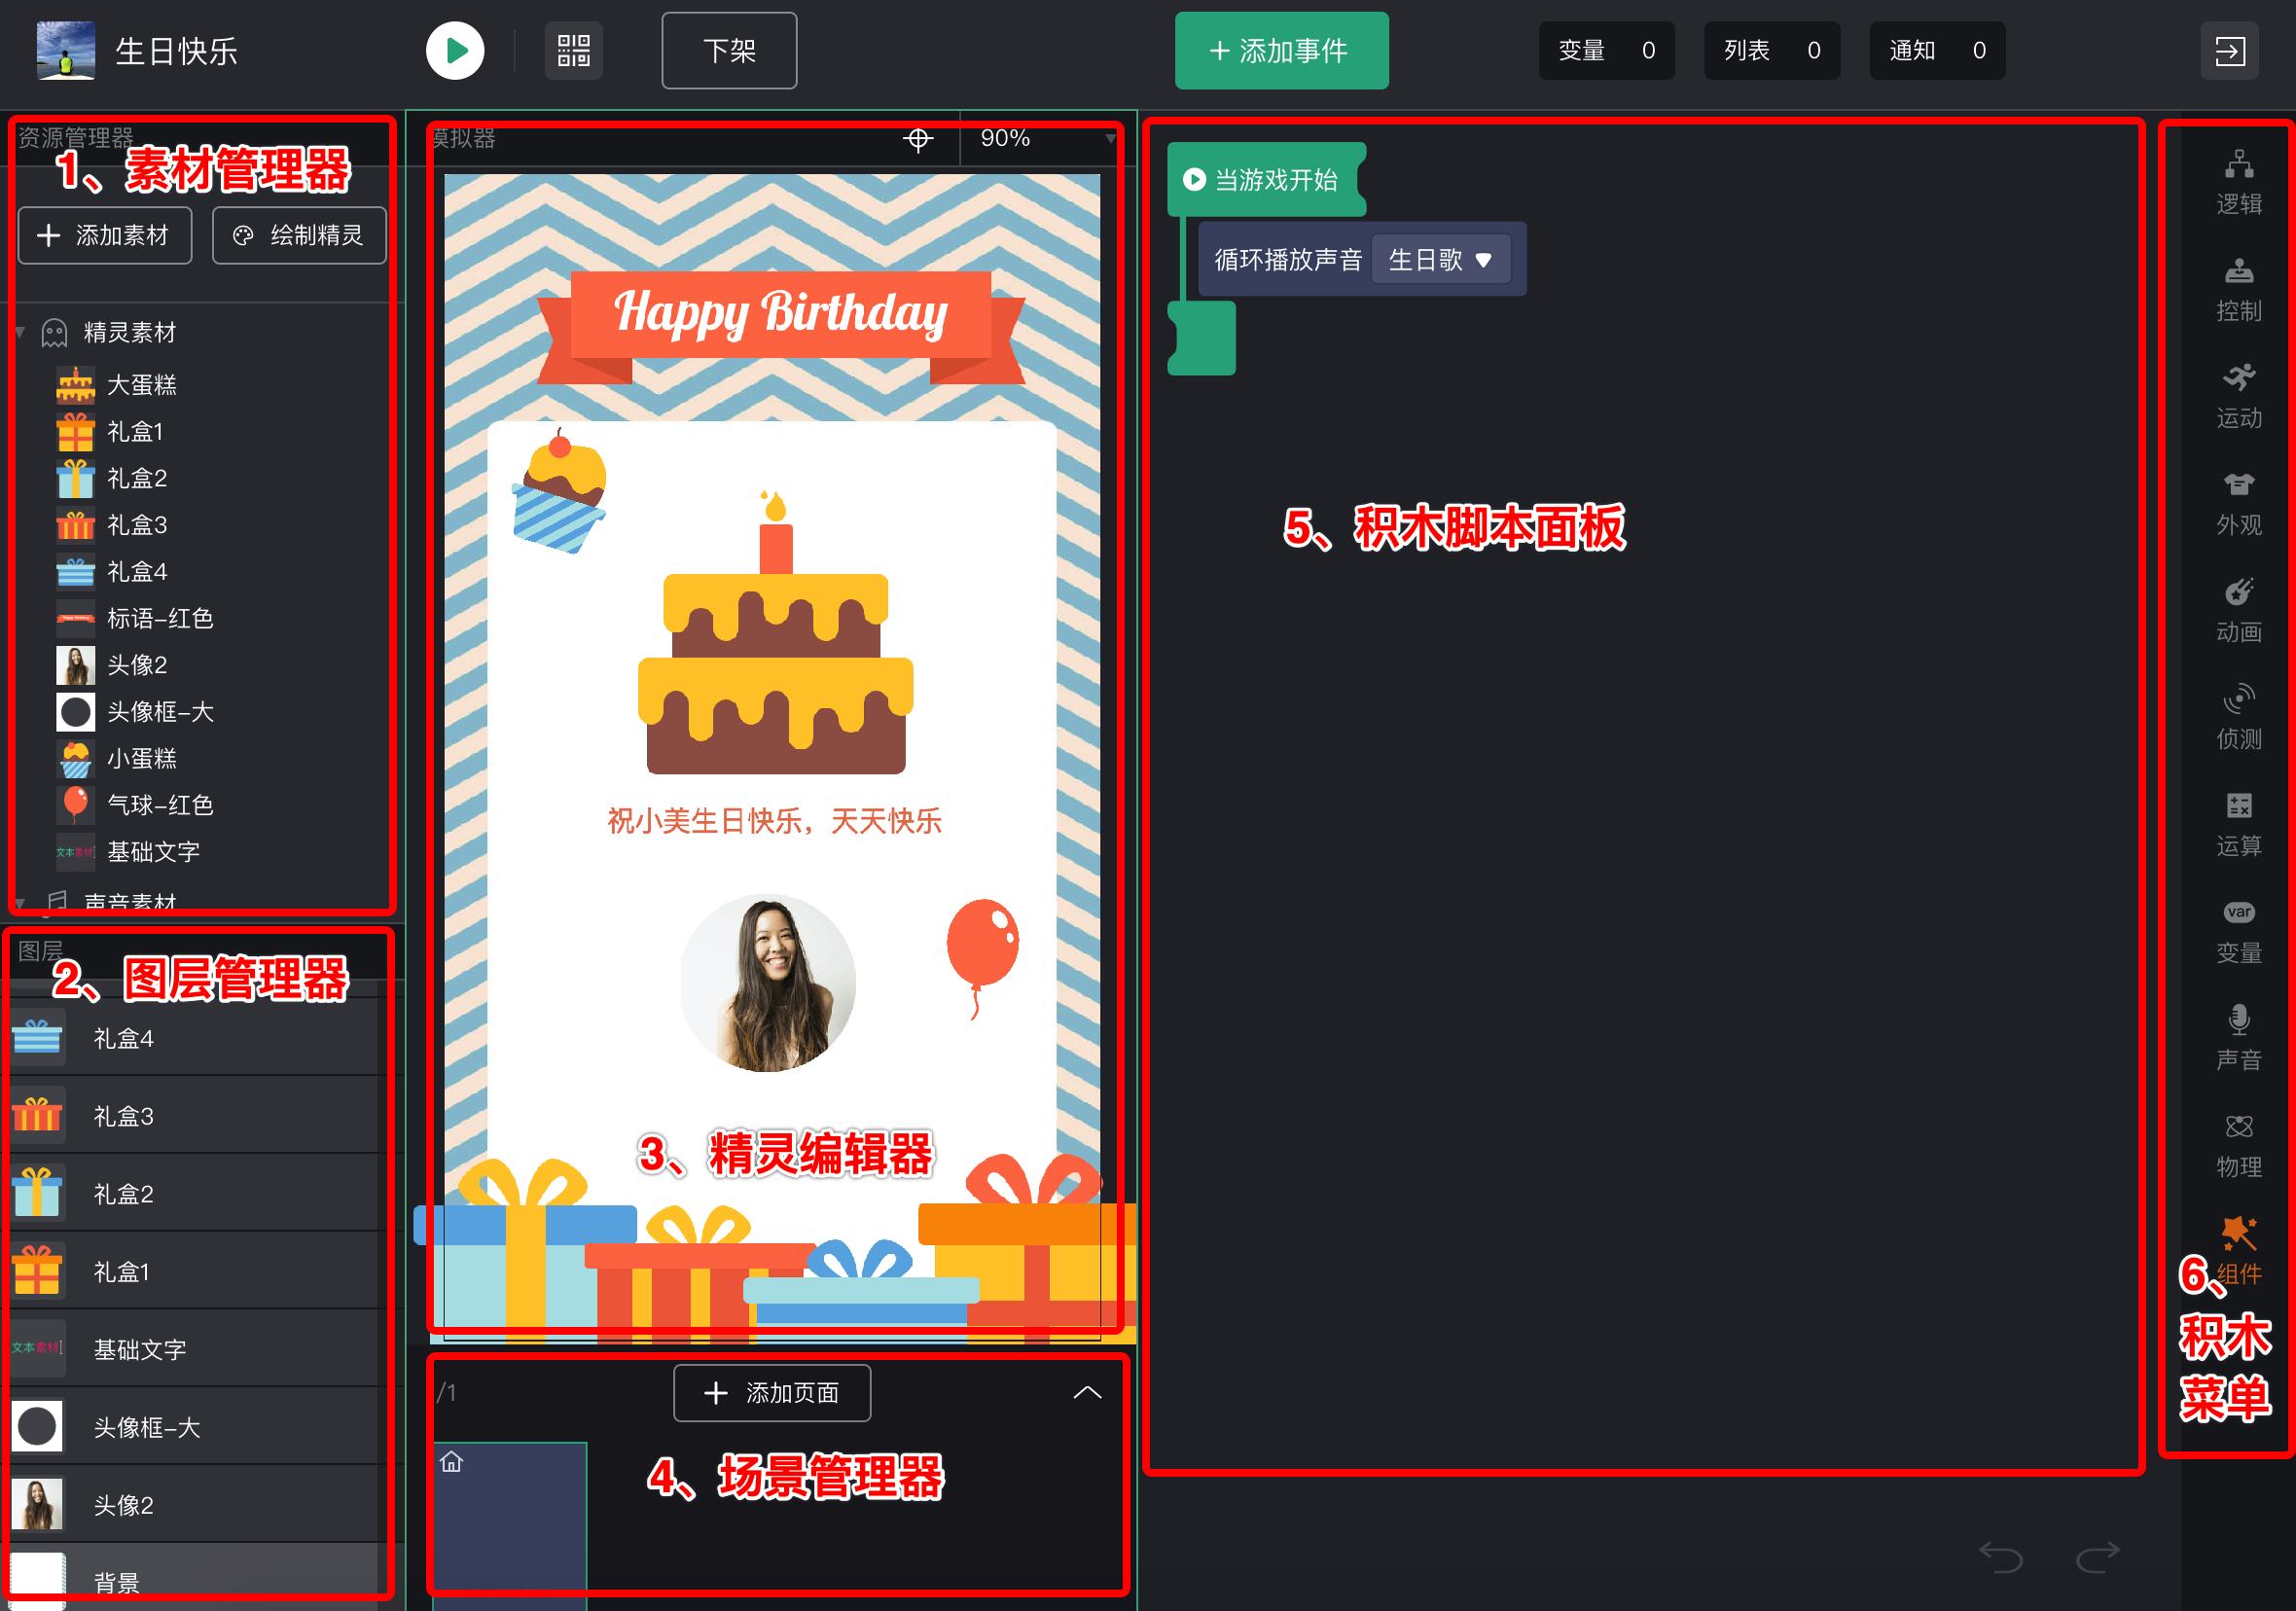 生日快乐
下架
+ 添加事件
变量 0
列表 0
通知 0
资源管理器
1、素材管理器
添加素材
绘制精灵
精灵素材
大蛋糕
礼盒1
礼盒2
礼盒3
礼盒4
标语-红色
头像2
头像框-大
小蛋糕
气球-红色
文本素材
基础文字
声音素材
图层
2、图层管理器
礼盒4
礼盒3
礼盒2
礼盒1
文本素材
基础文字
头像框-大
头像2
背景
模拟器
90%
Happy Birthday
祝小美生日快乐，天天快乐
3、精灵编辑器
/1
添加页面
4、场景管理器
当游戏开始
循环播放声音 生日歌
5、积木脚本面板
逻辑
控制
运动
外观
动画
侦测
运算
var
变量
声音
物理
组件
6、
积木
菜单